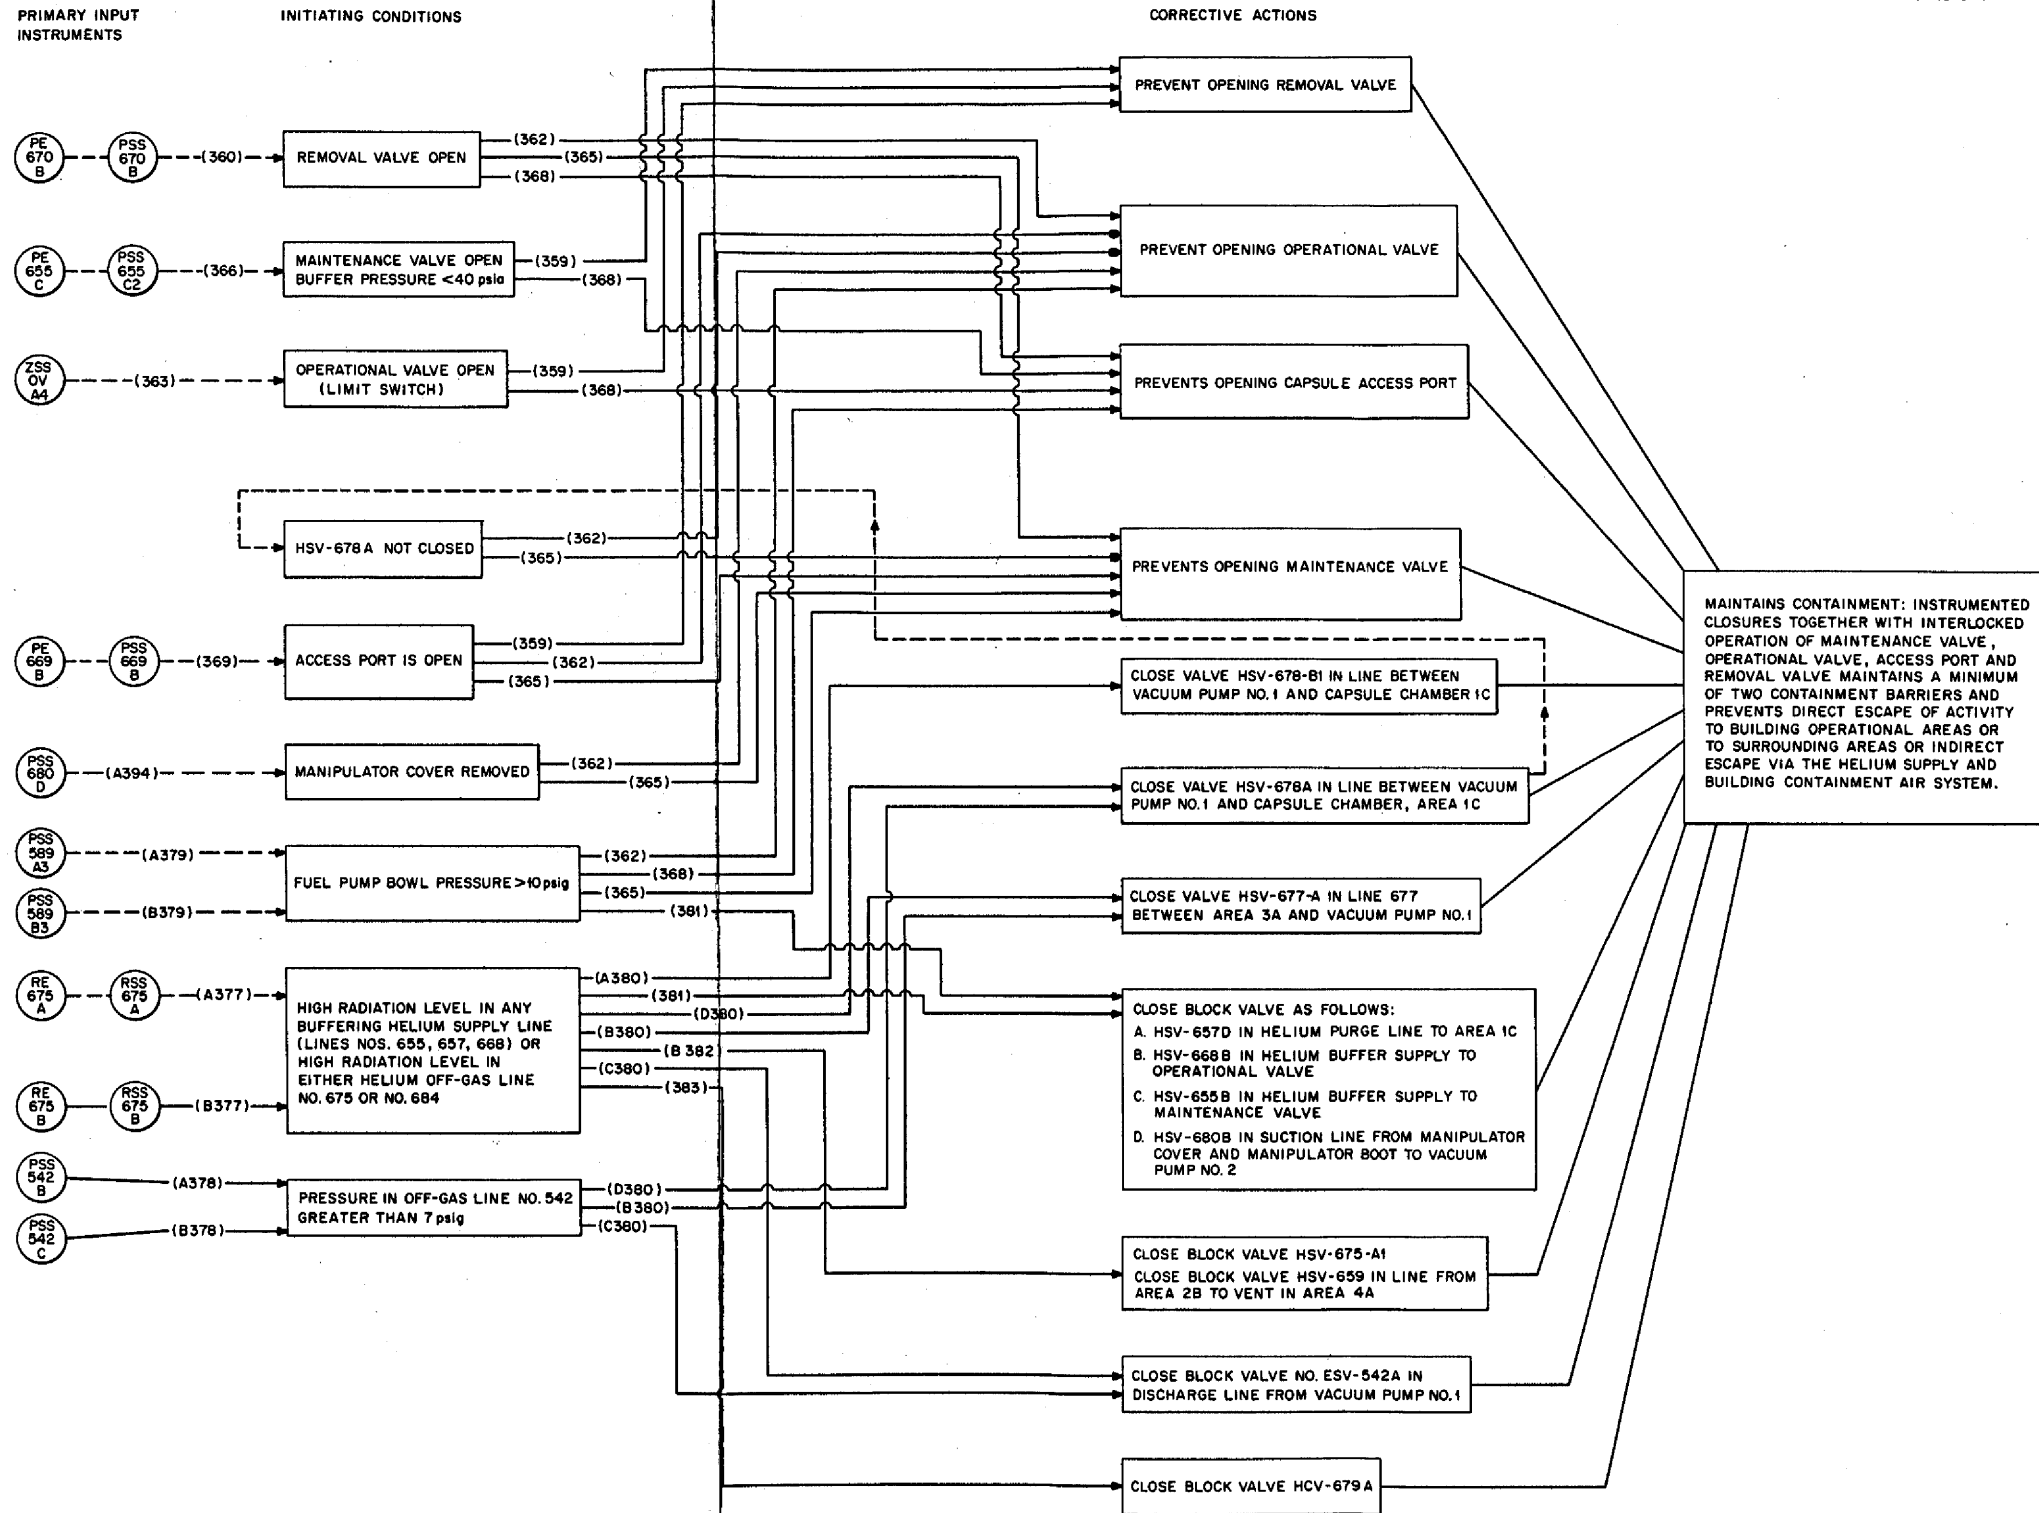 PRIMARY INPUT
INSTRUMENTS
INITIATING CONDITIONS
CORRECTIVE ACTIONS
PE
670
B
PSS
670
B
(360)
REMOVAL VALVE OPEN
(362)
(365)
(368)
PE
655
C
PSS
655
C2
(366)
MAINTENANCE VALVE OPEN
BUFFER PRESSURE <40 psia
(359)
(368)
ZSS
OV
A4
(363)
OPERATIONAL VALVE OPEN
(LIMIT SWITCH)
(359)
(368)
HSV-678A NOT CLOSED
(362)
(365)
PE
669
B
PSS
669
B
(369)
ACCESS PORT IS OPEN
(359)
(362)
(365)
PSS
680
D
(A394)
MANIPULATOR COVER REMOVED
(362)
(365)
PSS
589
A3
(A379)
PSS
589
B3
(B379)
FUEL PUMP BOWL PRESSURE >10 psig
(362)
(368)
(365)
(381)
RE
675
A
RSS
675
A
(A377)
RE
675
B
RSS
675
B
(B377)
HIGH RADIATION LEVEL IN ANY
BUFFERING HELIUM SUPPLY LINE
(LINES NOS. 655, 657, 668) OR
HIGH RADIATION LEVEL IN
EITHER HELIUM OFF-GAS LINE
NO. 675 OR NO. 684
(A380)
(381)
(D380)
(B380)
(B 382)
(C380)
(383)
PSS
542
B
(A378)
PSS
542
C
(B378)
PRESSURE IN OFF-GAS LINE NO. 542
GREATER THAN 7 psig
(D380)
(B380)
(C380)
PREVENT OPENING REMOVAL VALVE
PREVENT OPENING OPERATIONAL VALVE
PREVENTS OPENING CAPSULE ACCESS PORT
PREVENTS OPENING MAINTENANCE VALVE
CLOSE VALVE HSV-678-B1 IN LINE BETWEEN
VACUUM PUMP NO. 1 AND CAPSULE CHAMBER 1C
CLOSE VALVE HSV-678A IN LINE BETWEEN VACUUM
PUMP NO. 1 AND CAPSULE CHAMBER, AREA 1C
CLOSE VALVE HSV-677-A IN LINE 677
BETWEEN AREA 3A AND VACUUM PUMP NO. 1
CLOSE BLOCK VALVE AS FOLLOWS:
A. HSV-657D IN HELIUM PURGE LINE TO AREA 1C
B. HSV-668B IN HELIUM BUFFER SUPPLY TO
OPERATIONAL VALVE
C. HSV-655B IN HELIUM BUFFER SUPPLY TO
MAINTENANCE VALVE
D. HSV-680B IN SUCTION LINE FROM MANIPULATOR
COVER AND MANIPULATOR BOOT TO VACUUM
PUMP NO. 2
CLOSE BLOCK VALVE HSV-675-A1
CLOSE BLOCK VALVE HSV-659 IN LINE FROM
AREA 2B TO VENT IN AREA 4A
CLOSE BLOCK VALVE NO. ESV-542A IN
DISCHARGE LINE FROM VACUUM PUMP NO. 1
CLOSE BLOCK VALVE HCV-679A
MAINTAINS CONTAINMENT: INSTRUMENTED
CLOSURES TOGETHER WITH INTERLOCKED
OPERATION OF MAINTENANCE VALVE,
OPERATIONAL VALVE, ACCESS PORT AND
REMOVAL VALVE MAINTAINS A MINIMUM
OF TWO CONTAINMENT BARRIERS AND
PREVENTS DIRECT ESCAPE OF ACTIVITY
TO BUILDING OPERATIONAL AREAS OR
TO SURROUNDING AREAS OR INDIRECT
ESCAPE VIA THE HELIUM SUPPLY AND
BUILDING CONTAINMENT AIR SYSTEM.